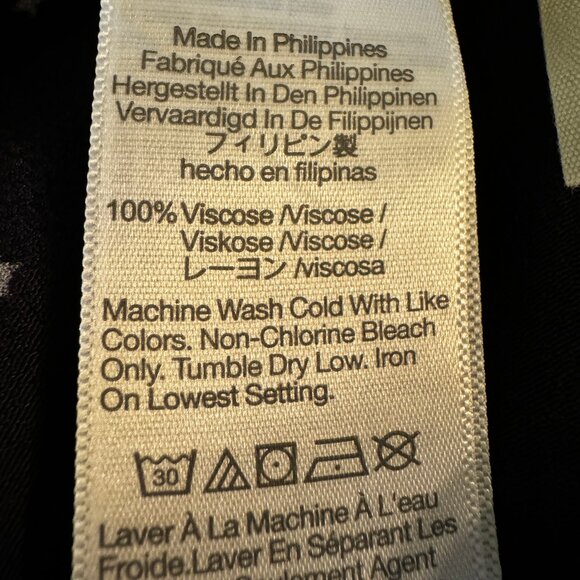 Made In Philippines
Fabriqué Aux Philippines
Hergestellt In Den Philippinen
Vervaardigd In De Filippijnen
フィリピン製
hecho en filipinas
100% Viscose /Viscose /
Viskose /Viscose /
レーヨン /viscosa
Machine Wash Cold With Like
Colors. Non-Chlorine Bleach
Only. Tumble Dry Low. Iron
On Lowest Setting.
30
Laver À La Machine À L'eau
Froide.Laver En Séparant Les
Agent